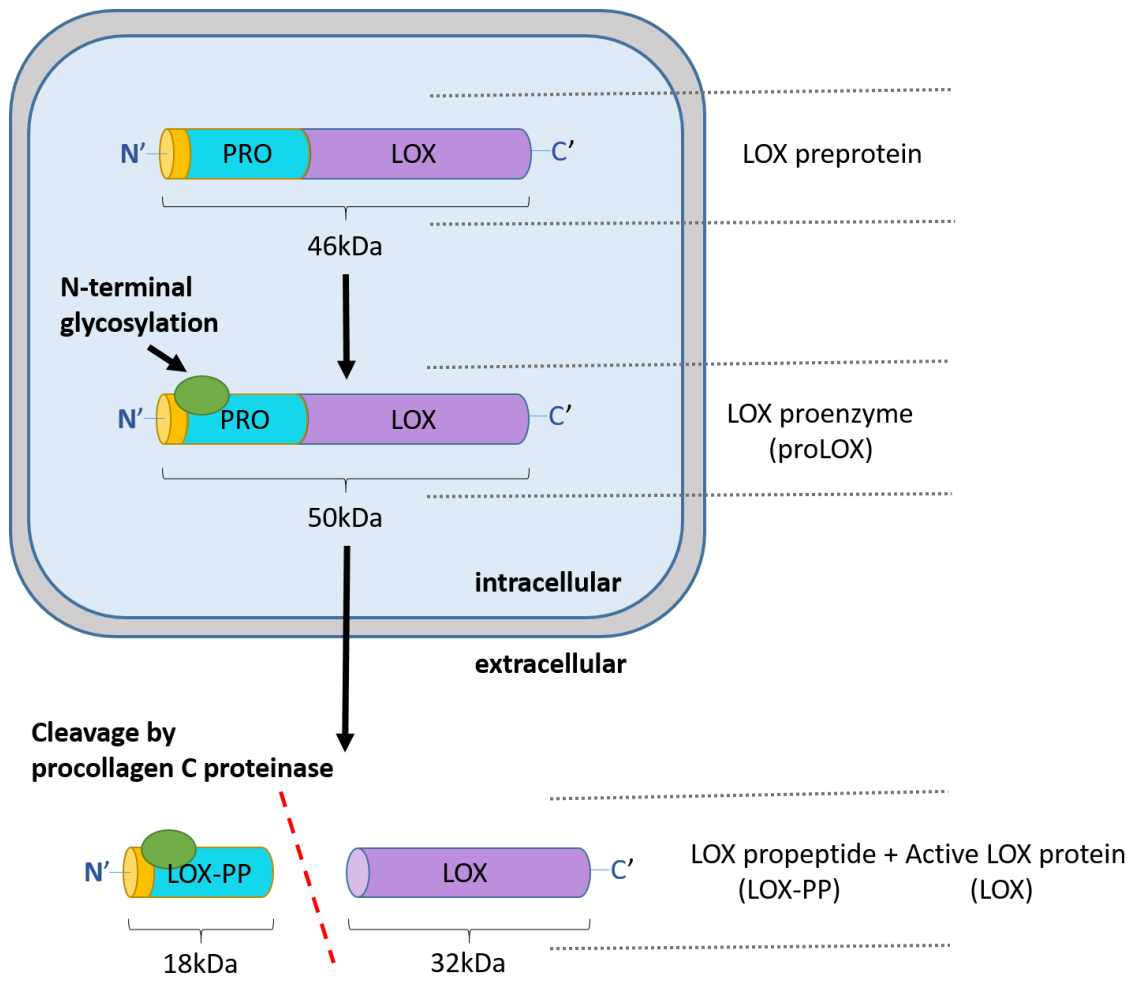 N’
PRO
LOX
C’
LOX preprotein
46kDa
N-terminal
glycosylation
N’
PRO
LOX
C’
LOX proenzyme
(proLOX)
50kDa
intracellular
extracellular
Cleavage by
procollagen C proteinase
N’
LOX-PP
LOX
C’
LOX propeptide + Active LOX protein
(LOX-PP) (LOX)
18kDa
32kDa